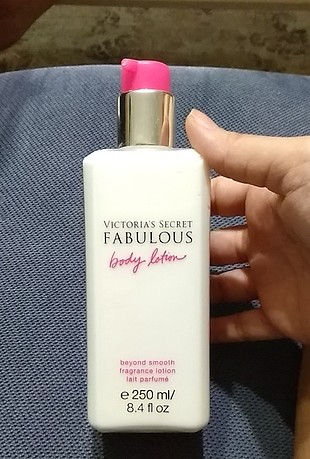 VICTORIA'S SECRET
FABULOUS
body lotion
beyond smooth
fragrance lotion
lait parfumé
e 250 ml/
8.4 fl oz